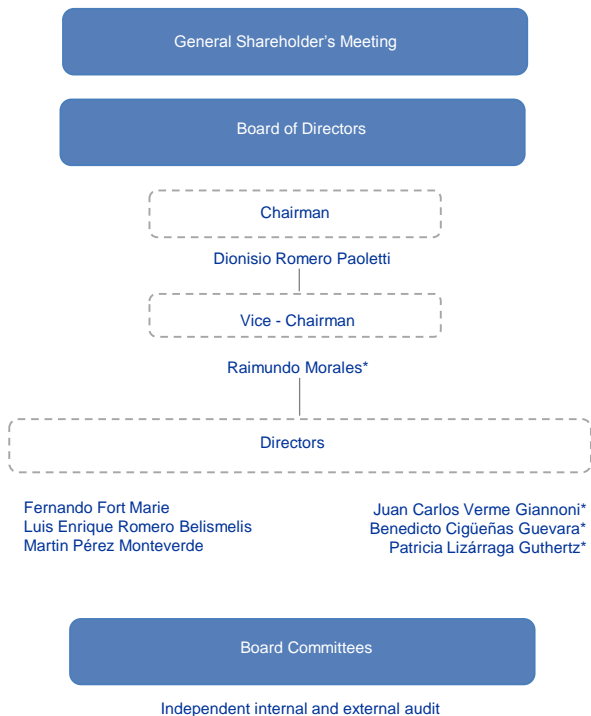 General Shareholder's Meeting
Board of Directors
Chairman
Dionisio Romero Paoletti
Vice - Chairman
Raimundo Morales*
Directors
Fernando Fort Marie
Luis Enrique Romero Belismelis
Martin Pérez Monteverde
Juan Carlos Verme Giannoni*
Benedicto Cigüeñas Guevara*
Patricia Lizárraga Guthertz*
Board Committees
Independent internal and external audit